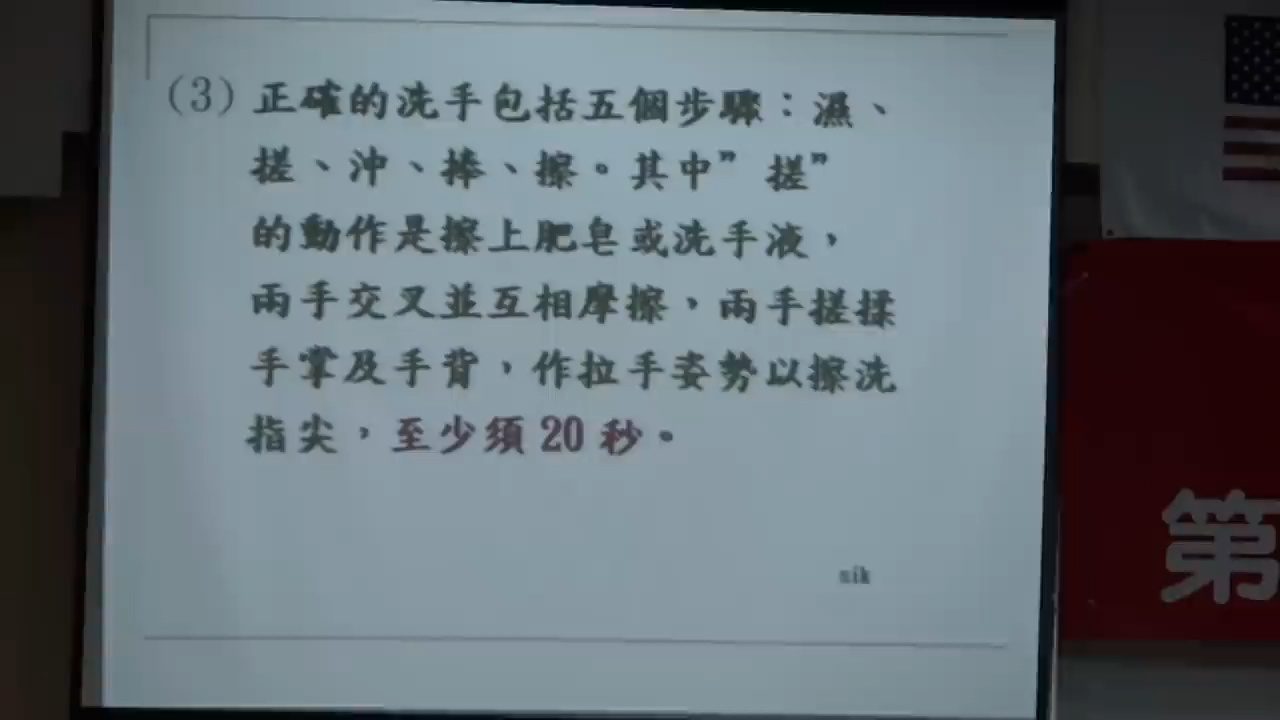 (3) 正確的洗手包括五個步驟：濕、
搓、沖、捧、擦。其中”搓”
的動作是擦上肥皂或洗手液，
兩手交叉並互相摩擦，兩手搓揉
手掌及手背，作拉手姿勢以擦洗
指尖，至少須 20 秒。
nik
第